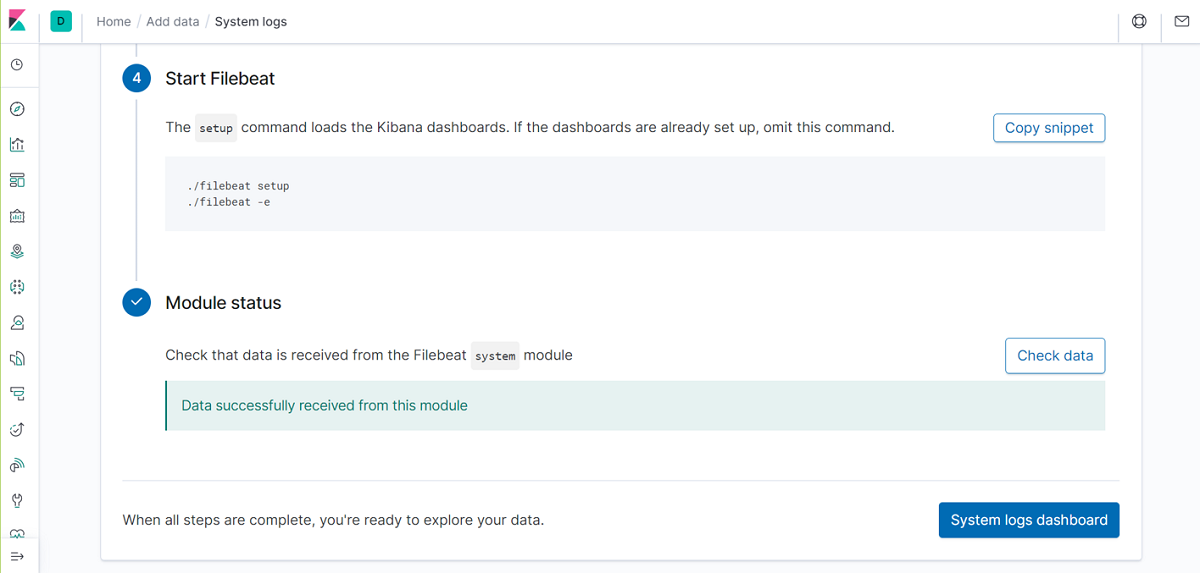 D Home / Add data / System logs
4 Start Filebeat
The setup command loads the Kibana dashboards. If the dashboards are already set up, omit this command.
Copy snippet
./filebeat setup
./filebeat -e
Module status
Check that data is received from the Filebeat system module
Check data
Data successfully received from this module
When all steps are complete, you're ready to explore your data.
System logs dashboard